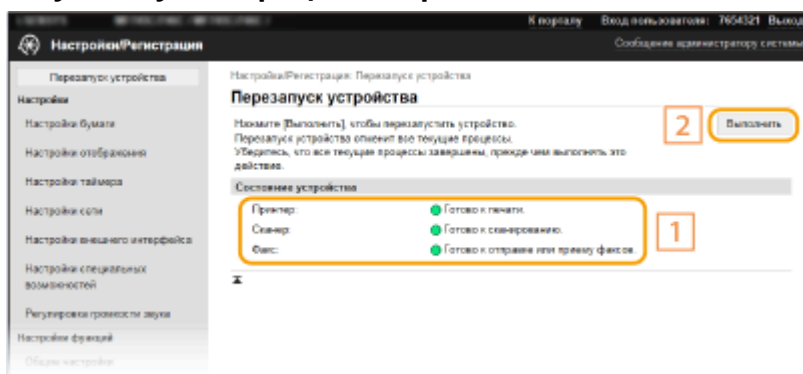 К порталу Вход пользователя: 7654321 Выход
Настройки/Регистрация
Сообщение администратору системы
Перезапуск устройства
Настройки
Настройки бумаги
Настройки отображения
Настройки таймера
Настройки сети
Настройки внешнего интерфейса
Настройки специальных
возможностей
Регулировка громкости звука
Настройки функций
Общие настройки
Настройки/Регистрация: Перезапуск устройства
Перезапуск устройства
Нажмите [Выполнить], чтобы перезапустить устройство.
Перезапуск устройства отменит все текущие процессы.
Убедитесь, что все текущие процессы завершены, прежде чем выполнять это
действие.
2
Выполнить
Состояние устройства
Принтер: Готово к печати.
Сканер: Готово к сканированию.
Факс: Готово к отправке или приему факсов.
1